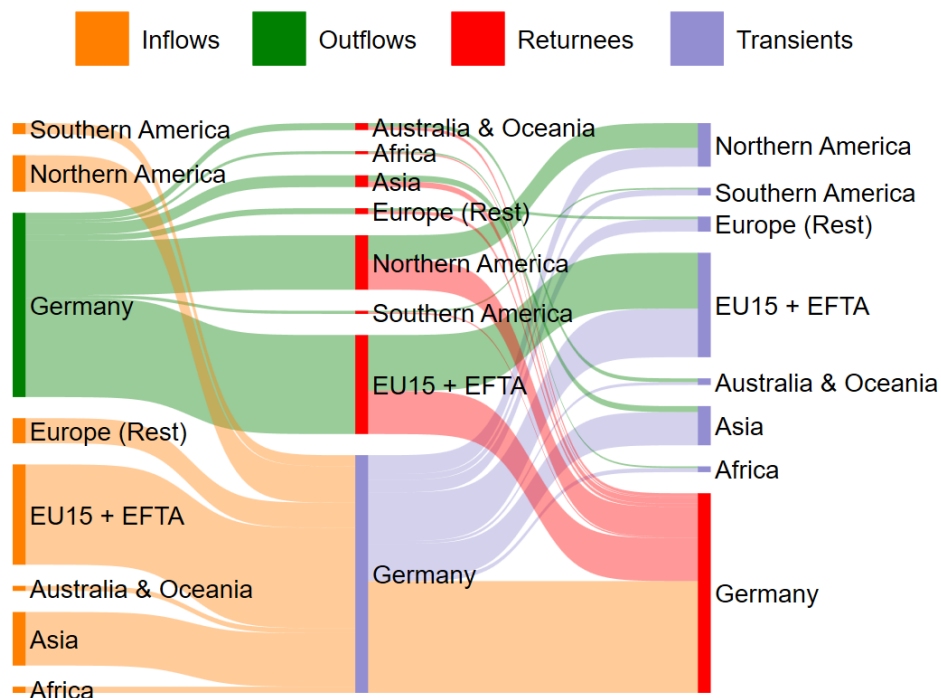 Inflows
Outflows
Returnees
Transients
Southern America
Northern America
Germany
Europe (Rest)
EU15 + EFTA
Australia & Oceania
Asia
Africa
Australia & Oceania
Africa
Asia
Europe (Rest)
Northern America
Southern America
EU15 + EFTA
Germany
Northern America
Southern America
Europe (Rest)
EU15 + EFTA
Australia & Oceania
Asia
Africa
Germany